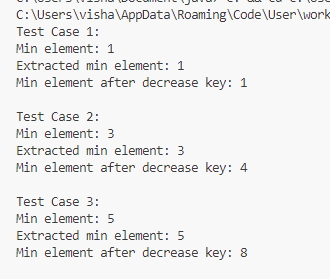 C:\Users\visha\AppData\Roaming\Code\User\work
Test Case 1:
Min element: 1
Extracted min element: 1
Min element after decrease key: 1
Test Case 2:
Min element: 3
Extracted min element: 3
Min element after decrease key: 4
Test Case 3:
Min element: 5
Extracted min element: 5
Min element after decrease key: 8